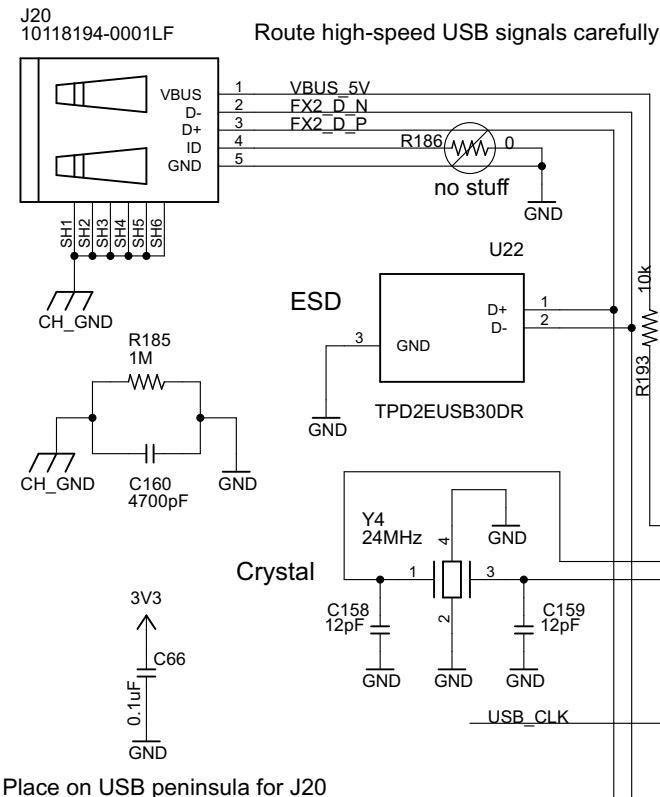 J20
10118194-0001LF
Route high-speed USB signals carefully
VBUS 1 VBUS_5V
D- 2 FX2_D_N
D+ 3 FX2_D_P
ID 4 R186 0
GND 5
no stuff
GND
SH1 SH2 SH3 SH4 SH5 SH6
CH_GND
U22
ESD
D+ 1
D- 2
3 GND
GND
TPD2EUSB30DR
10k
R193
R185
1M
CH_GND
C160
4700pF
GND
Y4
24MHz
4
GND
Crystal
1
3
2
C158
12pF
C159
12pF
GND
GND
GND
USB_CLK
3V3
C66
0.1uF
GND
Place on USB peninsula for J20